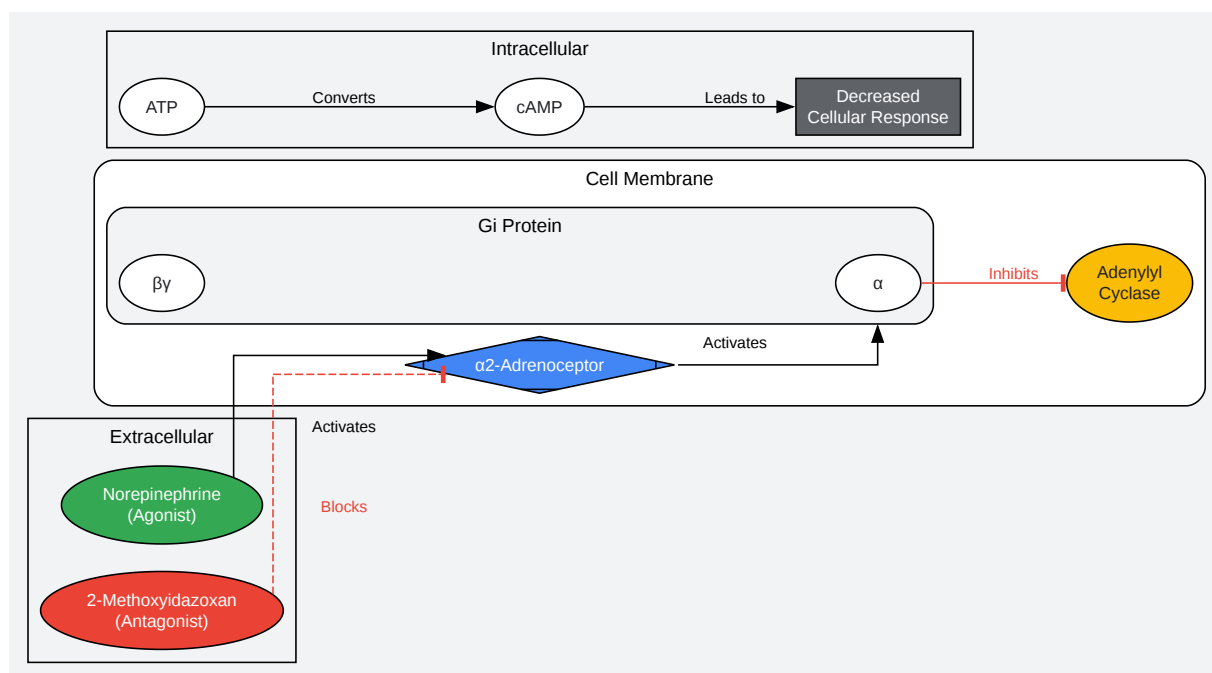 Intracellular
ATP
Converts
cAMP
Leads to
Decreased
Cellular Response
Cell Membrane
Gi Protein
βγ
α
Inhibits
Adenylyl
Cyclase
α2-Adrenoceptor
Activates
Extracellular
Activates
Norepinephrine
(Agonist)
Blocks
2-Methoxyidazoxan
(Antagonist)